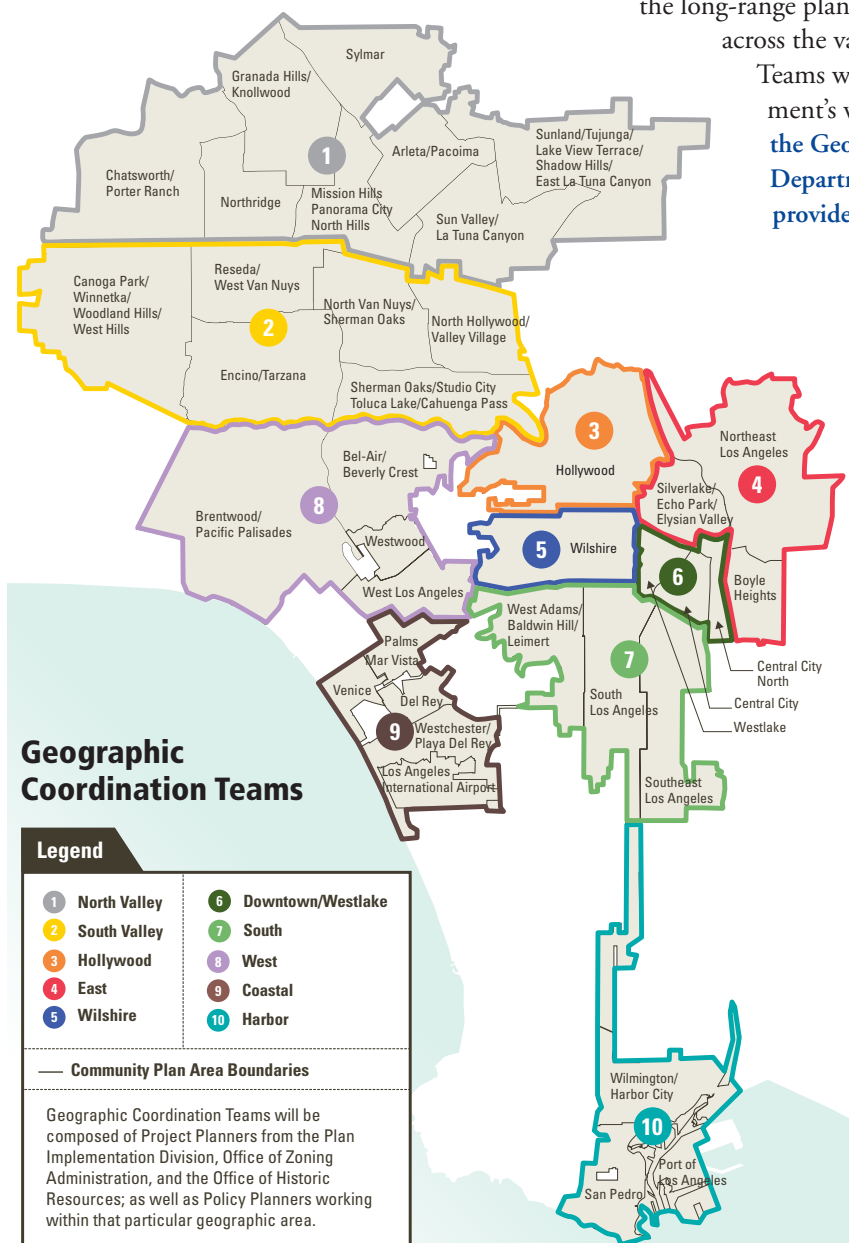 the long-range plan
across the va
Teams w
ment’s v
the Geo
Departm
provide
Sylmar
Granada Hills/
Knollwood
1
Arleta/Pacoima
Sunland/Tujunga/
Lake View Terrace/
Shadow Hills/
East La Tuna Canyon
Chatsworth/
Porter Ranch
Northridge
Mission Hills
Panorama City
North Hills
Sun Valley/
La Tuna Canyon
Canoga Park/
Winnetka/
Woodland Hills/
West Hills
Reseda/
West Van Nuys
2
North Van Nuys/
Sherman Oaks
North Hollywood/
Valley Village
Encino/Tarzana
Sherman Oaks/Studio City
Toluca Lake/Cahuenga Pass
3
Hollywood
Northeast
Los Angeles
4
Silverlake/
Echo Park/
Elysian Valley
Bel-Air/
Beverly Crest
8
Brentwood/
Pacific Palisades
Westwood
West Los Angeles
5
Wilshire
6
Boyle
Heights
West Adams/
Baldwin Hill/
Leimert
7
South
Los Angeles
Central City
North
Central City
Westlake
Southeast
Los Angeles
Palms
Mar Vista
Venice
Del Rey
9
Westchester/
Playa Del Rey
Los Angeles
International Airport
Geographic
Coordination Teams
Legend
1 North Valley
2 South Valley
3 Hollywood
4 East
5 Wilshire
6 Downtown/Westlake
7 South
8 West
9 Coastal
10 Harbor
Community Plan Area Boundaries
Geographic Coordination Teams will be
composed of Project Planners from the Plan
Implementation Division, Office of Zoning
Administration, and the Office of Historic
Resources; as well as Policy Planners working
within that particular geographic area.
Wilmington/
Harbor City
10
Port of
Los Angeles
San Pedro